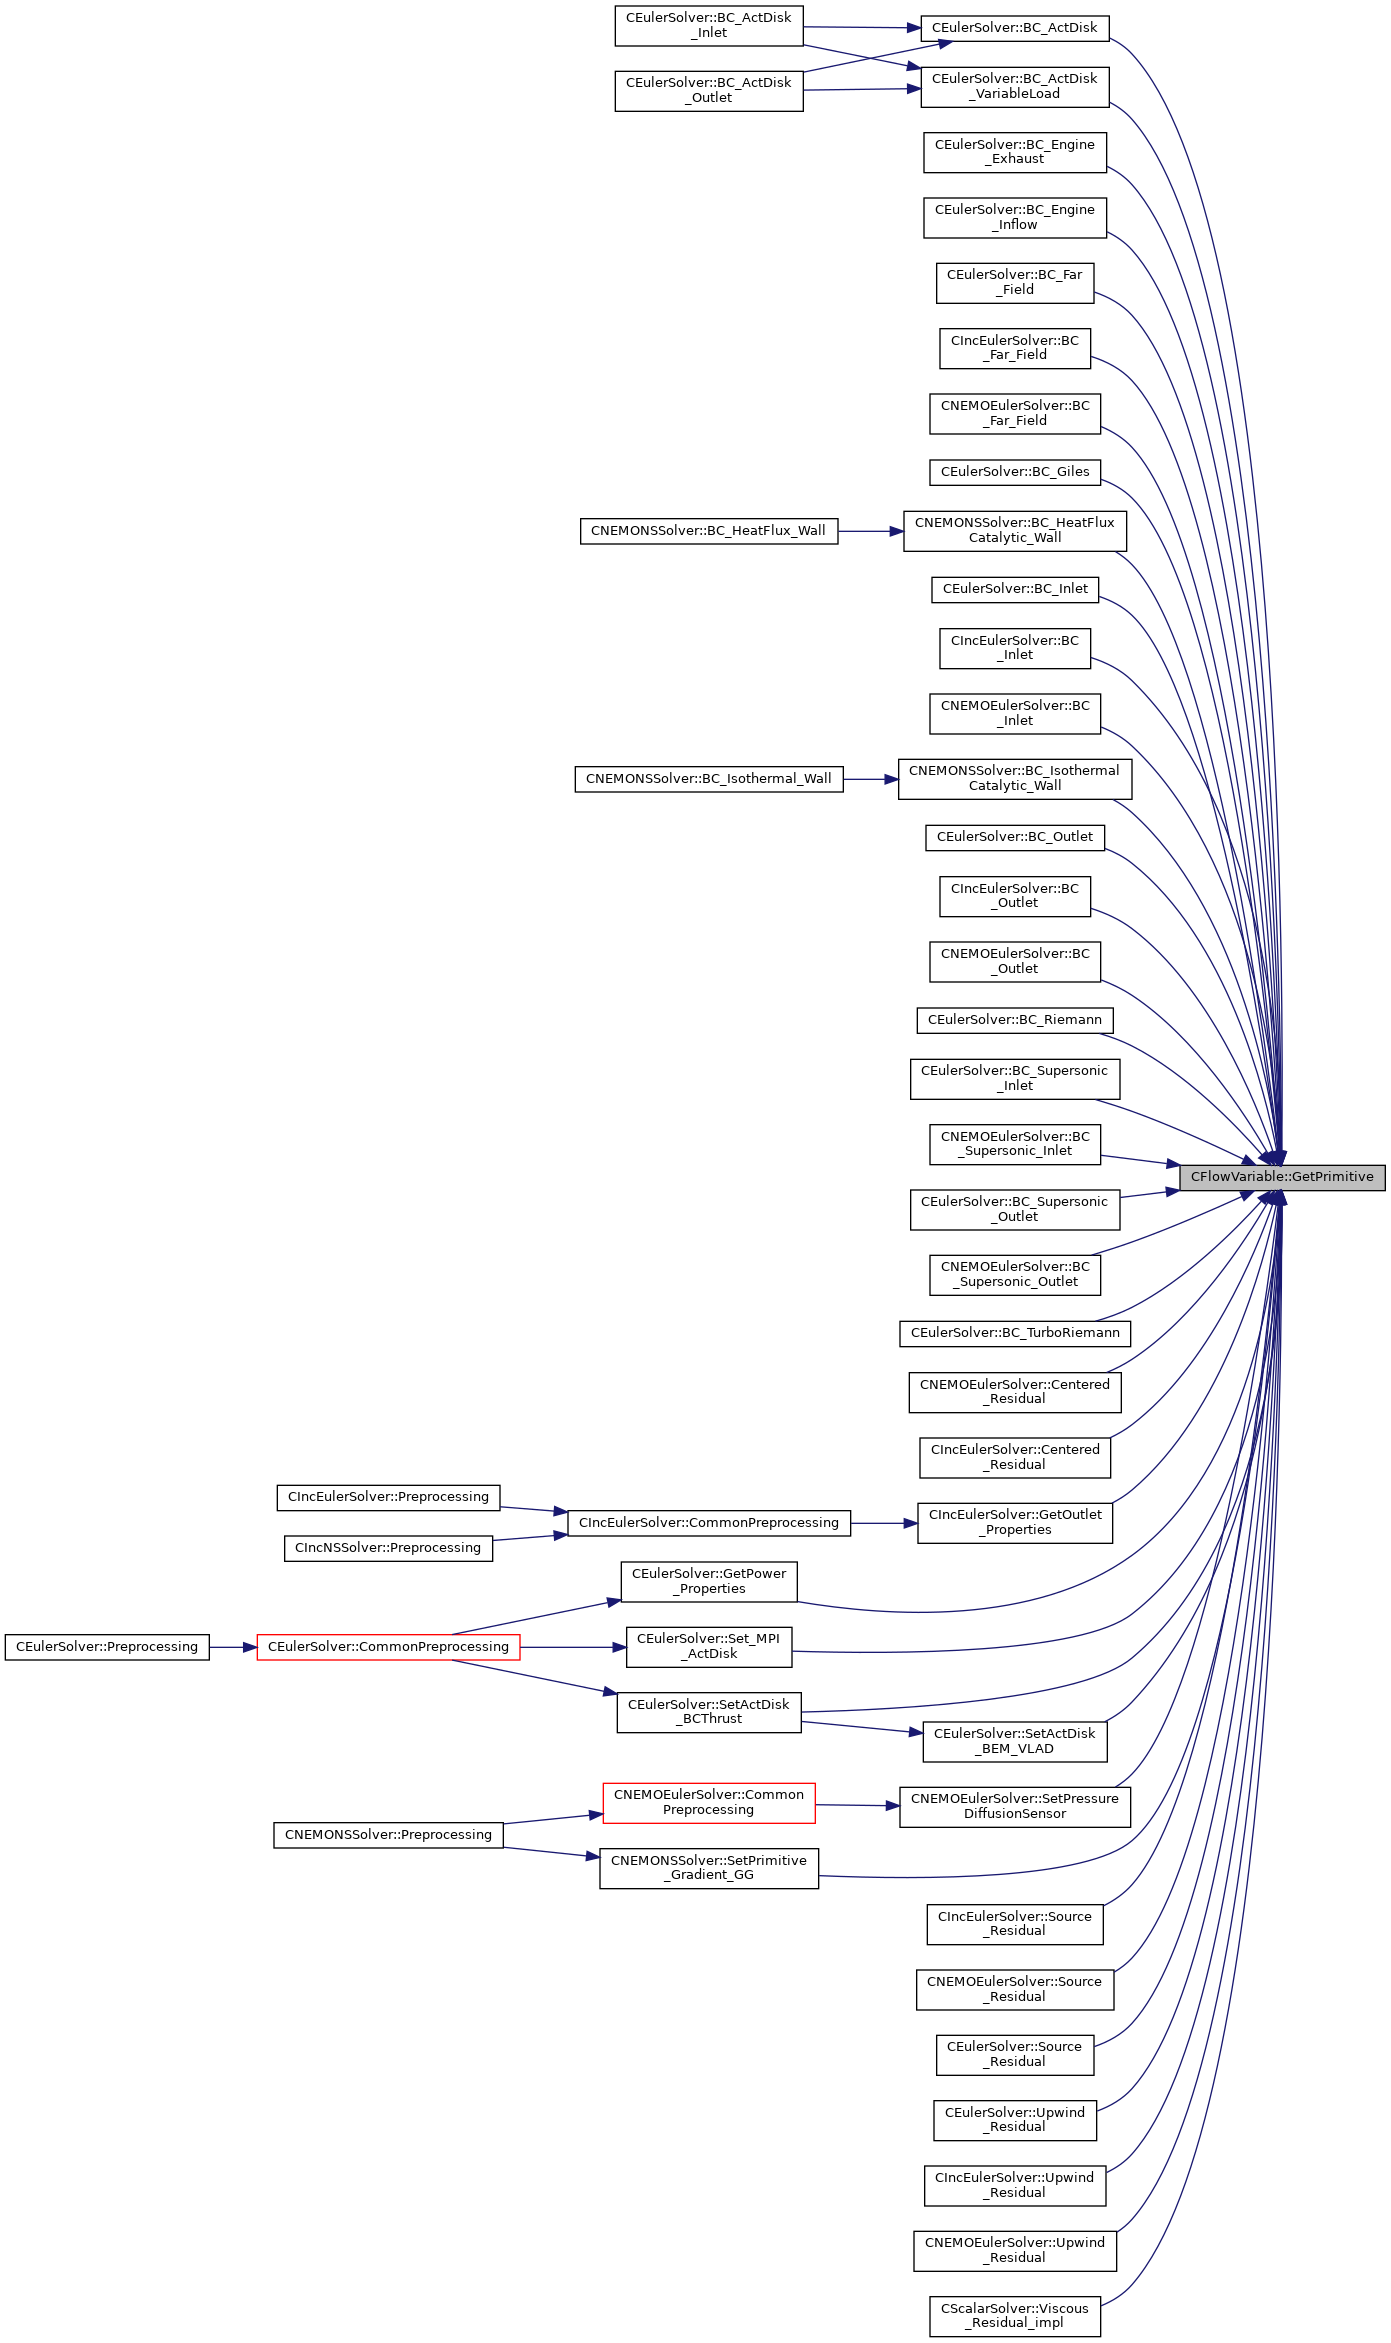 CEulerSolver::BC_ActDisk
_Inlet
CEulerSolver::BC_ActDisk
_Outlet
CEulerSolver::BC_ActDisk
CEulerSolver::BC_ActDisk
_VariableLoad
CEulerSolver::BC_Engine
_Exhaust
CEulerSolver::BC_Engine
_Inflow
CEulerSolver::BC_Far
_Field
CIncEulerSolver::BC
_Far_Field
CNEMOEulerSolver::BC
_Far_Field
CEulerSolver::BC_Giles
CNEMONSSolver::BC_HeatFlux_Wall
CNEMONSSolver::BC_HeatFlux
Catalytic_Wall
CEulerSolver::BC_Inlet
CIncEulerSolver::BC
_Inlet
CNEMOEulerSolver::BC
_Inlet
CNEMONSSolver::BC_Isothermal_Wall
CNEMONSSolver::BC_Isothermal
Catalytic_Wall
CEulerSolver::BC_Outlet
CIncEulerSolver::BC
_Outlet
CNEMOEulerSolver::BC
_Outlet
CEulerSolver::BC_Riemann
CEulerSolver::BC_Supersonic
_Inlet
CNEMOEulerSolver::BC
_Supersonic_Inlet
CFlowVariable::GetPrimitive
CEulerSolver::BC_Supersonic
_Outlet
CNEMOEulerSolver::BC
_Supersonic_Outlet
CEulerSolver::BC_TurboRiemann
CNEMOEulerSolver::Centered
_Residual
CIncEulerSolver::Centered
_Residual
CIncEulerSolver::Preprocessing
CIncNSSolver::Preprocessing
CIncEulerSolver::CommonPreprocessing
CIncEulerSolver::GetOutlet
_Properties
CEulerSolver::GetPower
_Properties
CEulerSolver::Preprocessing
CEulerSolver::CommonPreprocessing
CEulerSolver::Set_MPI
_ActDisk
CEulerSolver::SetActDisk
_BCThrust
CEulerSolver::SetActDisk
_BEM_VLAD
CNEMOEulerSolver::Common
Preprocessing
CNEMOEulerSolver::SetPressure
DiffusionSensor
CNEMONSSolver::Preprocessing
CNEMONSSolver::SetPrimitive
_Gradient_GG
CIncEulerSolver::Source
_Residual
CNEMOEulerSolver::Source
_Residual
CEulerSolver::Source
_Residual
CEulerSolver::Upwind
_Residual
CIncEulerSolver::Upwind
_Residual
CNEMOEulerSolver::Upwind
_Residual
CScalarSolver::Viscous
_Residual_impl